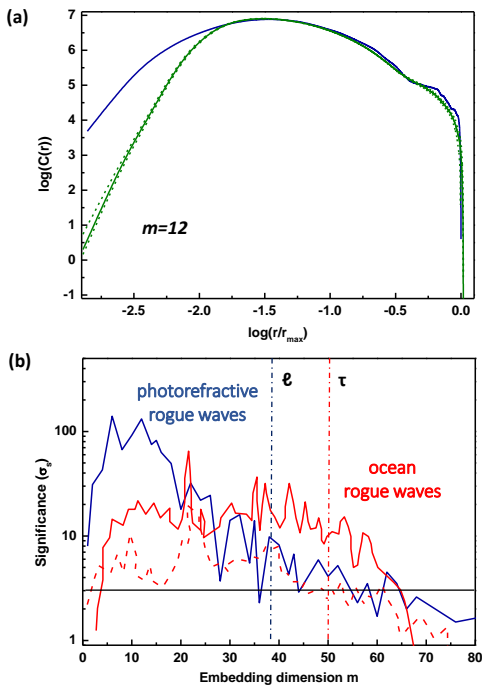 (a)
7
6
5
4
3
2
1
0
-1
log(C(r))
m=12
-2.5
-2.0
-1.5
-1.0
-0.5
0.0
log(r/r_max)
(b)
photorefractive
rogue waves
ℓ
τ
ocean
rogue waves
100
10
1
Significance (σ_s)
0
10
20
30
40
50
60
70
80
Embedding dimension m